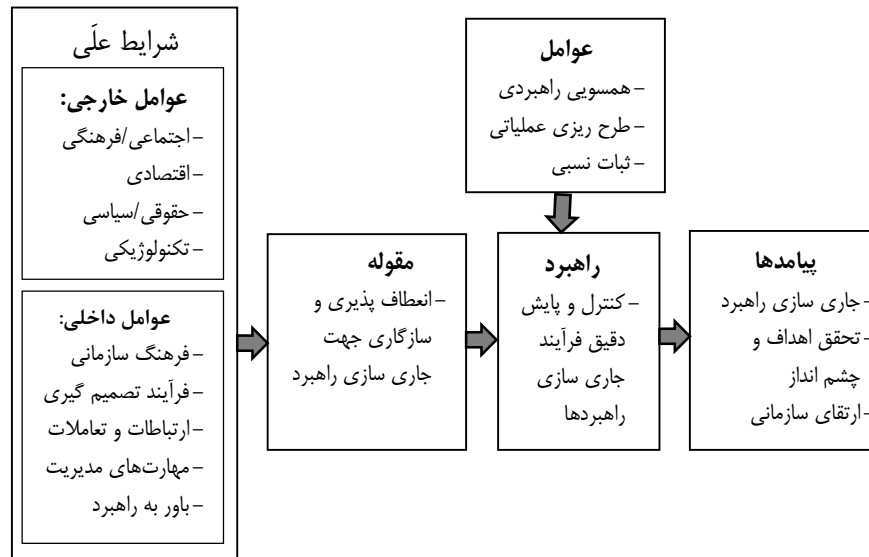 شرایط علّی
عوامل خارجی:
-اجتماعی/فرهنگی
-اقتصادی
-حقوقی/سیاسی
-تکنولوژیکی
عوامل داخلی:
-فرهنگ سازمانی
-فرآیند تصمیم گیری
-ارتباطات و تعاملات
-مهارت‌های مدیریت
-باور به راهبرد
مقوله
-انعطاف پذیری و
سازگاری جهت
جاری سازی راهبرد
عوامل
-همسویی راهبردی
-طرح ریزی عملیاتی
-ثبات نسبی
راهبرد
-کنترل و پایش
دقیق فرآیند
جاری سازی
راهبردها
پیامدها
-جاری سازی راهبرد
-تحقق اهداف و
چشم انداز
-ارتقای سازمانی